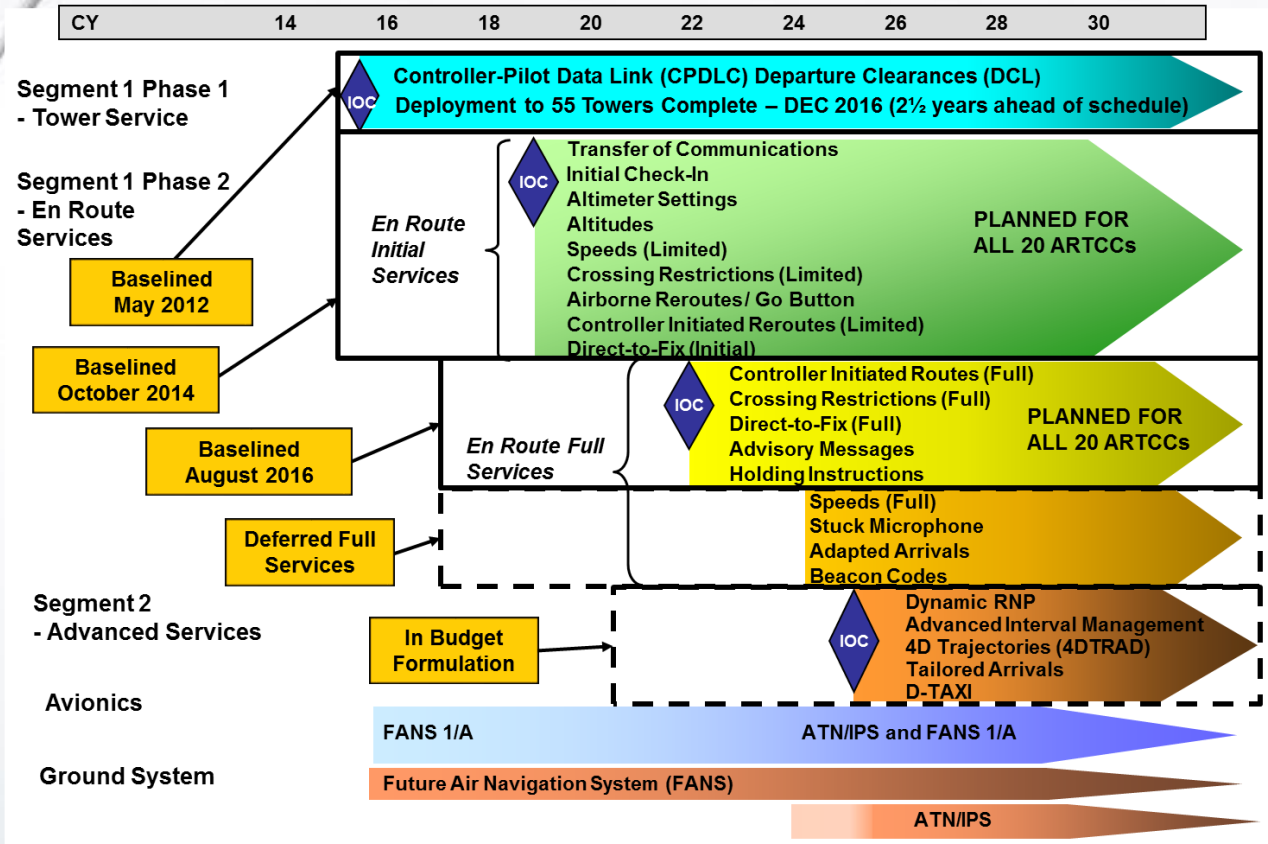 CY 14 16 18 20 22 24 26 28 30
Segment 1 Phase 1
- Tower Service
IOC
Controller-Pilot Data Link (CPDLC) Departure Clearances (DCL)
Deployment to 55 Towers Complete – DEC 2016 (2½ years ahead of schedule)
Segment 1 Phase 2
- En Route
Services
Baselined
May 2012
Baselined
October 2014
En Route
Initial
Services
IOC
Transfer of Communications
Initial Check-In
Altimeter Settings
Altitudes
Speeds (Limited)
Crossing Restrictions (Limited)
Airborne Reroutes/ Go Button
Controller Initiated Reroutes (Limited)
Direct-to-Fix (Initial)
PLANNED FOR
ALL 20 ARTCCs
Baselined
August 2016
En Route Full
Services
IOC
Controller Initiated Routes (Full)
Crossing Restrictions (Full)
Direct-to-Fix (Full)
Advisory Messages
Holding Instructions
PLANNED FOR
ALL 20 ARTCCs
Deferred Full
Services
Speeds (Full)
Stuck Microphone
Adapted Arrivals
Beacon Codes
Segment 2
- Advanced Services
In Budget
Formulation
IOC
Dynamic RNP
Advanced Interval Management
4D Trajectories (4DTRAD)
Tailored Arrivals
D-TAXI
Avionics
FANS 1/A
ATN/IPS and FANS 1/A
Ground System
Future Air Navigation System (FANS)
ATN/IPS